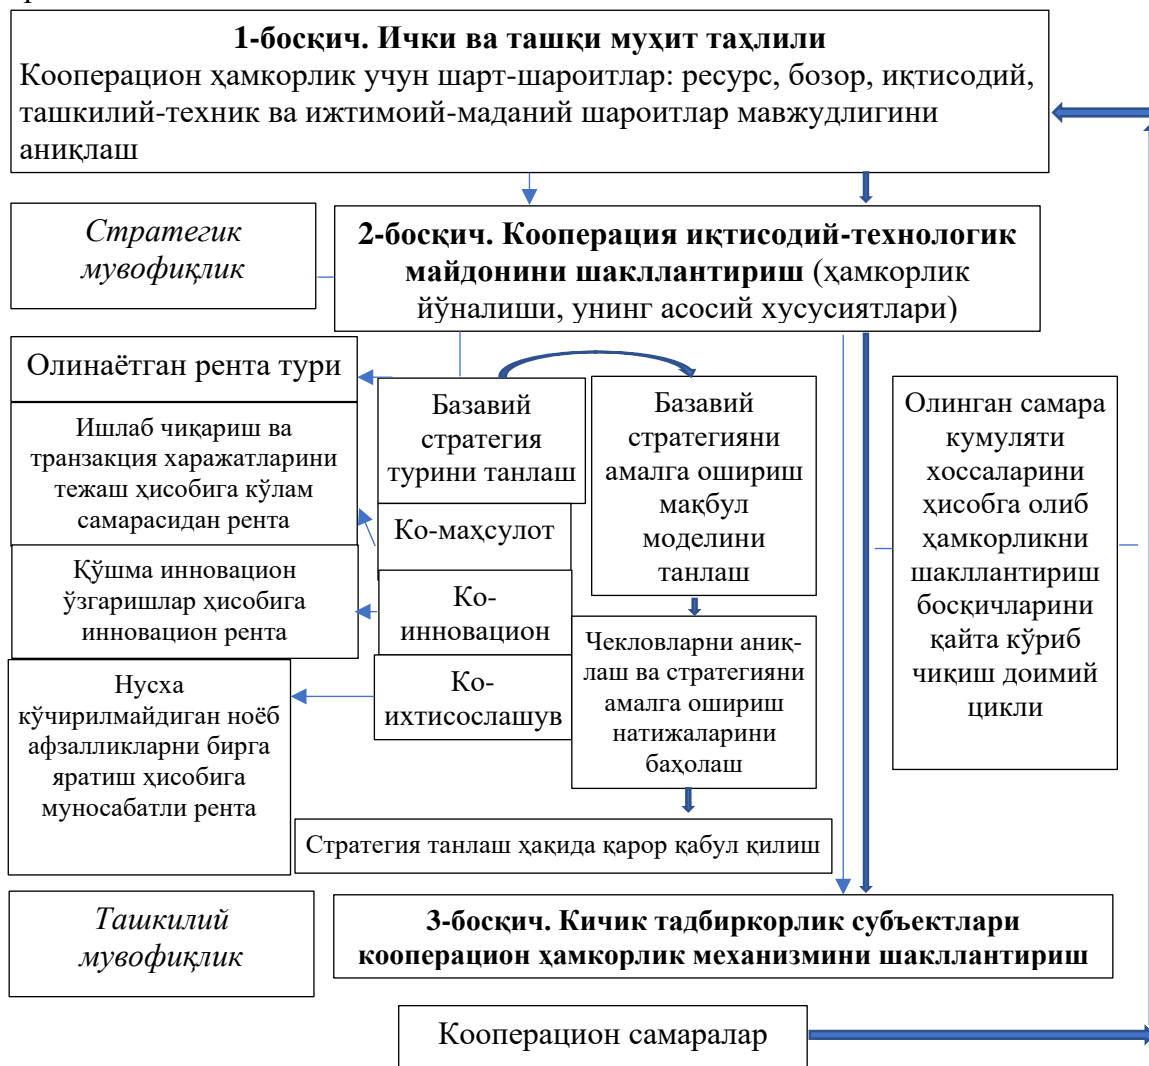 1-босқич. Ички ва ташқи муҳит таҳлили
Кооперацион ҳамкорлик учун шарт-шароитлар: ресурс, бозор, иқтисодий,
ташкилий-техник ва ижтимоий-маданий шароитлар мавжудлигини
аниқлаш
Стратегик
мувофиқлик
2-босқич. Кооперация иқтисодий-технологик
майдонини шакллантириш (ҳамкорлик
йўналиши, унинг асосий хусусиятлари)
Олинаётган рента тури
Ишлаб чиқариш ва
транзакция харажатларини
тежаш ҳисобига кўлам
самарасидан рента
Қўшма инновацион
ўзгаришлар ҳисобига
инновацион рента
Нусха
кўчирилмайдиган ноёб
афзалликларни бирга
яратиш ҳисобига
муносабатли рента
Базавий
стратегия
турини танлаш
Ко-маҳсулот
Ко-
инновацион
Ко-
ихтисослашув
Базавий
стратегияни
амалга ошириш
мақбул
моделини
танлаш
Чекловларни аниқ-
лаш ва стратегияни
амалга ошириш
натижаларини
баҳолаш
Стратегия танлаш ҳақида қарор қабул қилиш
Олинган самара
кумуляти
хоссаларини
ҳисобга олиб
ҳамкорликни
шакллантириш
босқичларини
қайта кўриб
чиқиш доимий
цикли
Ташкилий
мувофиқлик
3-босқич. Кичик тадбиркорлик субъектлари
кооперацион ҳамкорлик механизмини шакллантириш
Кооперацион самаралар